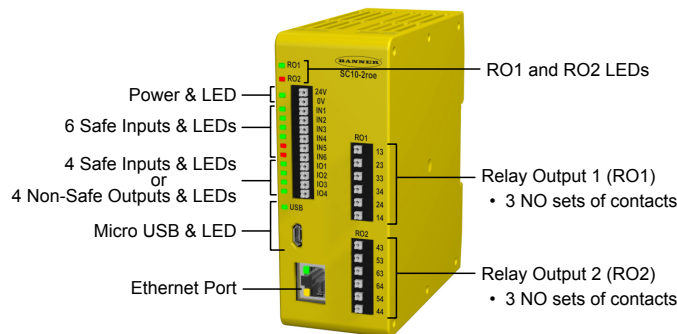 BANNER
SC10-2roe
RO1
RO2
RO1 and RO2 LEDs
Power & LED
24V
0V
6 Safe Inputs & LEDs
IN1
IN2
IN3
IN4
IN5
IN6
4 Safe Inputs & LEDs
or
4 Non-Safe Outputs & LEDs
IO1
IO2
IO3
IO4
USB
Micro USB & LED
Ethernet Port
RO1
13
23
33
34
24
14
Relay Output 1 (RO1)
• 3 NO sets of contacts
RO2
43
53
63
64
54
44
Relay Output 2 (RO2)
• 3 NO sets of contacts